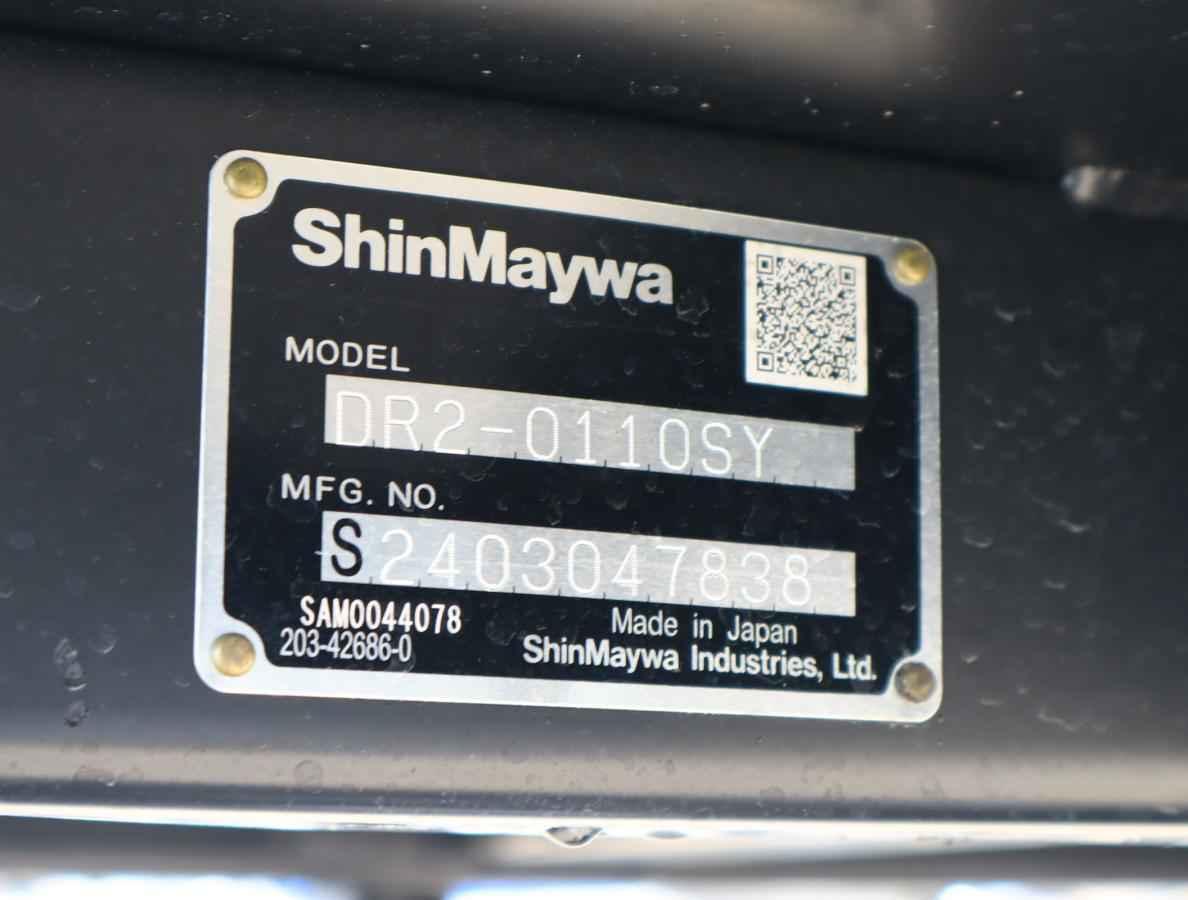 ShinMaywa
MODEL
DR2-0110SY
MFG. NO.
S2403047838
SAM0044078
203-42686-0
Made in Japan
ShinMaywa Industries, Ltd.